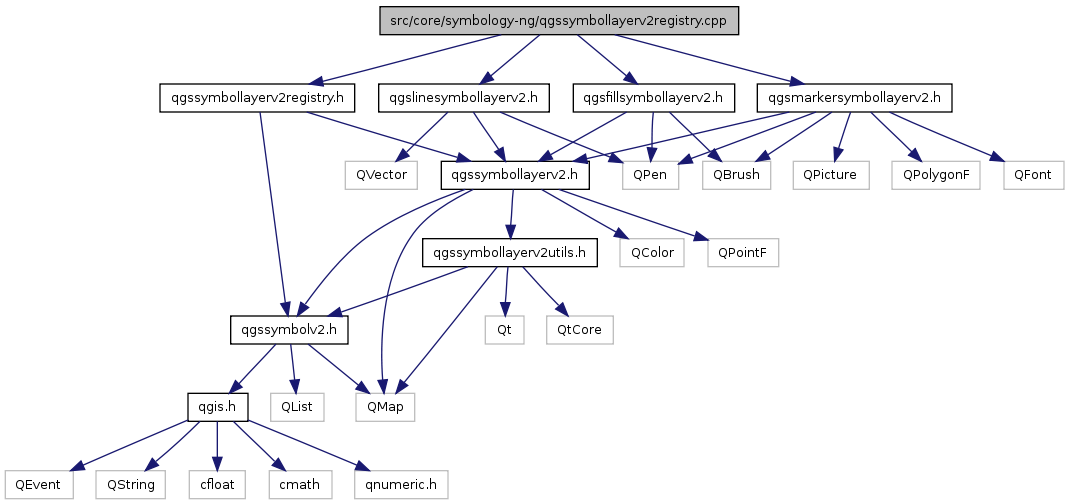 src/core/symbology-ng/qgssymbollayerv2registry.cpp
qgssymbollayerv2registry.h
qgslinesymbollayerv2.h
qgsfillsymbollayerv2.h
qgsmarkersymbollayerv2.h
QVector
qgssymbollayerv2.h
QPen
QBrush
QPicture
QPolygonF
QFont
qgssymbollayerv2utils.h
QColor
QPointF
qgssymbolv2.h
Qt
QtCore
qgis.h
QList
QMap
QEvent
QString
cfloat
cmath
qnumeric.h